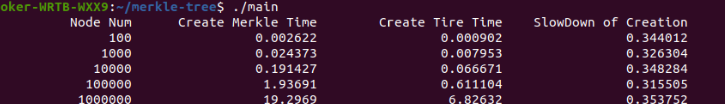 oker-WRTB-WXX9:~/merkle-tree$ ./main
Node Num Create Merkle Time Create Tire Time SlowDown of Creation
100 0.002622 0.000902 0.344012
1000 0.024373 0.007953 0.326304
10000 0.191427 0.066671 0.348284
100000 1.93691 0.611104 0.315505
1000000 19.2969 6.82632 0.353752